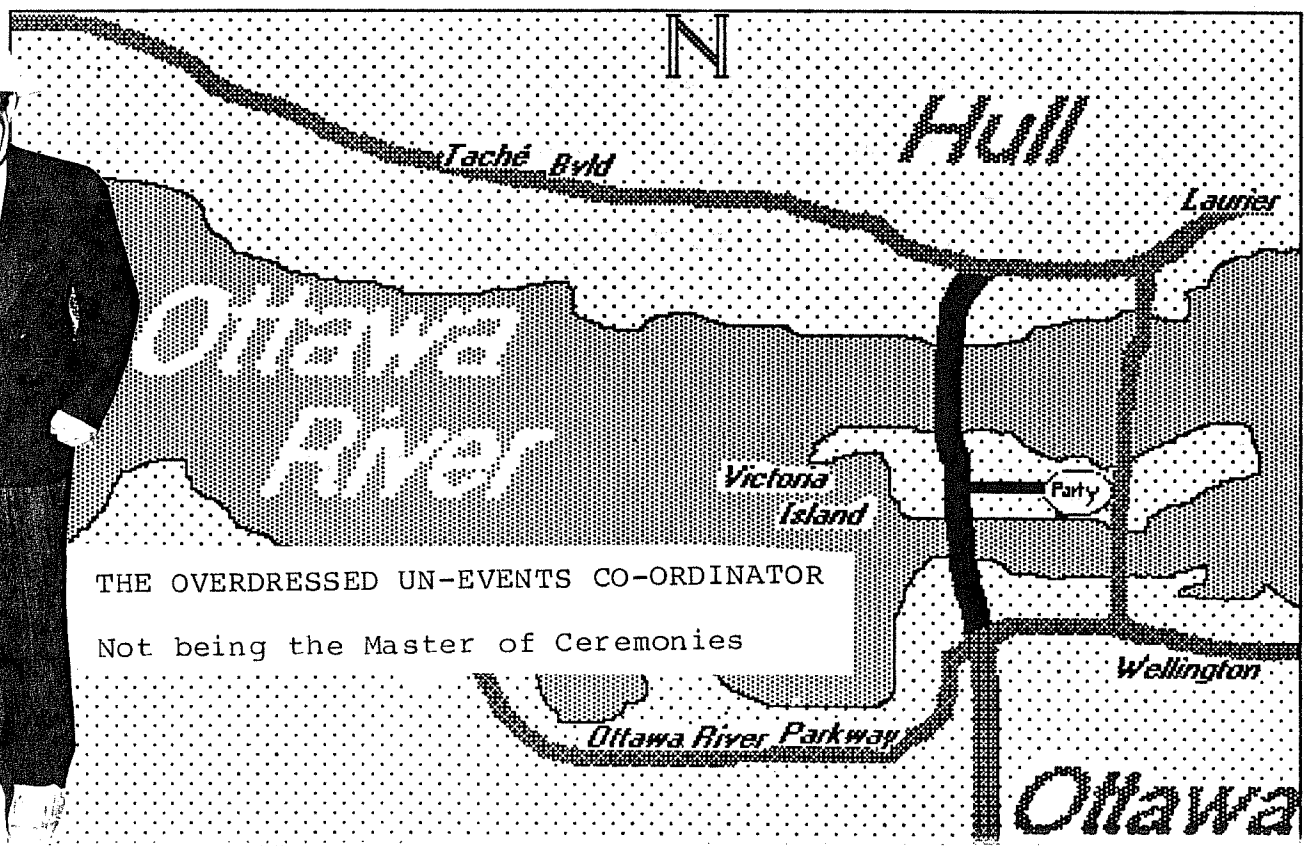 N
Hull
Taché Bvld
Laurier
Ottawa
River
Victoria
Island
Party
THE OVERDRESSED UN-EVENTS CO-ORDINATOR
Not being the Master of Ceremonies
Wellington
Ottawa River Parkway
Ottawa